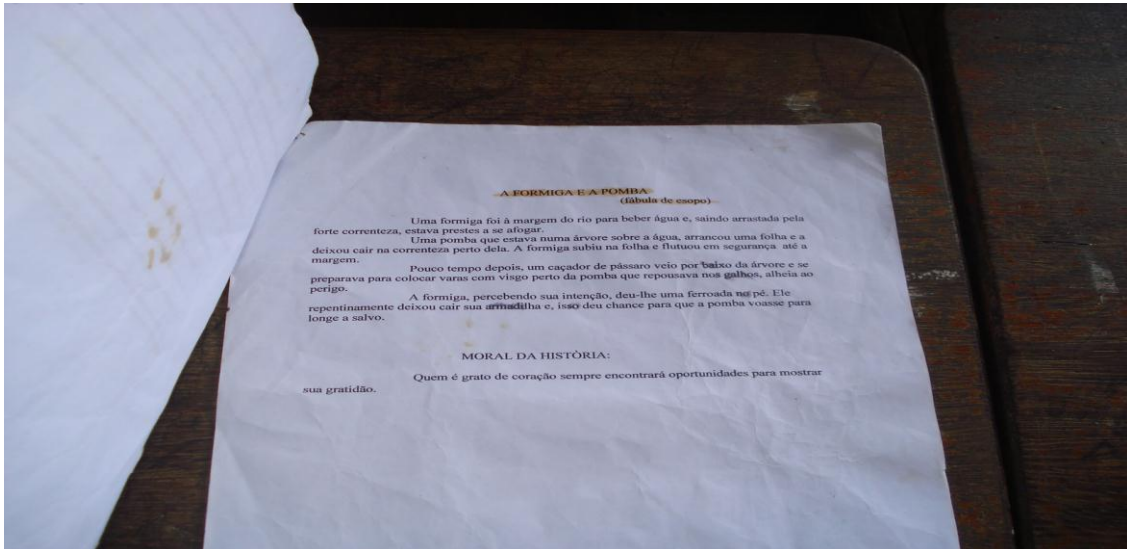 A FORMIGA E A POMBA
(fábula de esopo)
Uma formiga foi à margem do rio para beber água e, saindo arrastada pela
forte correnteza, estava prestes a se afogar.
Uma pomba que estava numa árvore sobre a água, arrancou uma folha e a
deixou cair na correnteza perto dela. A formiga subiu na folha e flutuou em segurança até a
margem.
Pouco tempo depois, um caçador de pássaro veio por baixo da árvore e se
preparava para colocar varas com visgo perto da pomba que repousava nos galhos, alheia ao
perigo.
A formiga, percebendo sua intenção, deu-lhe uma ferroada no pé. Ele
repentinamente deixou cair sua armadilha e, isso deu chance para que a pomba voasse para
longe a salvo.
MORAL DA HISTÒRIA:
Quem é grato de coração sempre encontrará oportunidades para mostrar
sua gratidão.